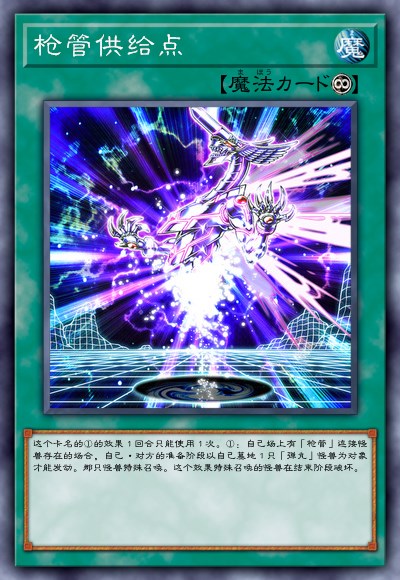 枪管供给点
魔
【魔法カード】
まほう
这个卡名的①的效果1回合只能使用1次。①：自己场上有「枪管」连接怪
兽存在的场合，自己·对方的准备阶段以自己墓地1只「弹丸」怪兽为对象
才能发动。那只怪兽特殊召唤。这个效果特殊召唤的怪兽在结束阶段破坏。